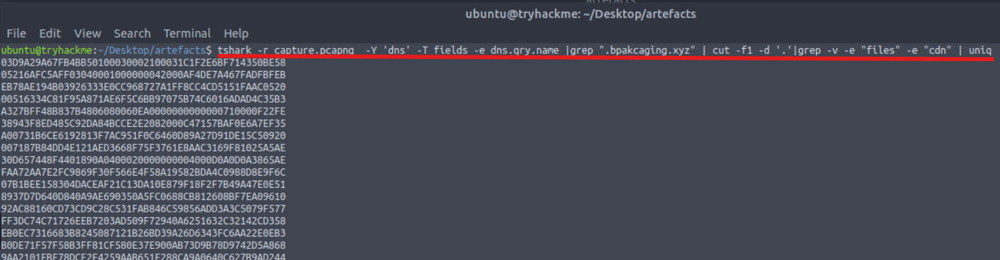 ubuntu@tryhackme: ~/Desktop/artefacts
File Edit View Search Terminal Help
ubuntu@tryhackme:~/Desktop/artefacts$ tshark -r capture.pcapng  -Y 'dns' -T fields -e dns.qry.name |grep ".bpakcaging.xyz" | cut -f1 -d '.'|grep -v -e "files" -e "cdn" | uniq
03D9A29A67FB4BB50100030002100031C1F2E6BF714350BE58
05216AFC5AFF03040001000000042000AF4DE7A467FADFBFEB
EB78AE194B03926333E0CC968727A1FF8CC4CD5151FAAC0520
00516334C81F95A871AE6F5C6BB97075B74C6016ADAD4C35B3
A327BFF48B837B4806080060EA0000000000000710000F22FE
38943F8ED485C92DA84BCCE2E2082000C47157BAF0E6A7EF35
A00731B6CE6192813F7AC951F0C6460D89A27D91DE15C50920
007187B84DD4E121AED3668F75F3761E8AAC3169F81025A5AE
30D657448F4401890A0400020000000004000D0A0D0A3865AE
FAA72AA7E2FC9869F30F566E4F58A19582BDA4C0988D8E9F6C
07B1BEE158304DACEAF21C13DA10E879F18F2F7B49A47E0E51
8937D7D640D840A9AE690350A5FC0688CB812608BF7EA09610
92AC88160CD73CD9C28C531FAB846C59856ADD3A3C5079F577
FF3DC74C71726EEB7203AD509F72940A6251632C32142CD358
EB0EC7316683B8245087121B26BD39A26D6343FC6AA22E0EB3
B0DE71F57F58B3FF81CF580E37E900AB73D9B78D9742D5A868